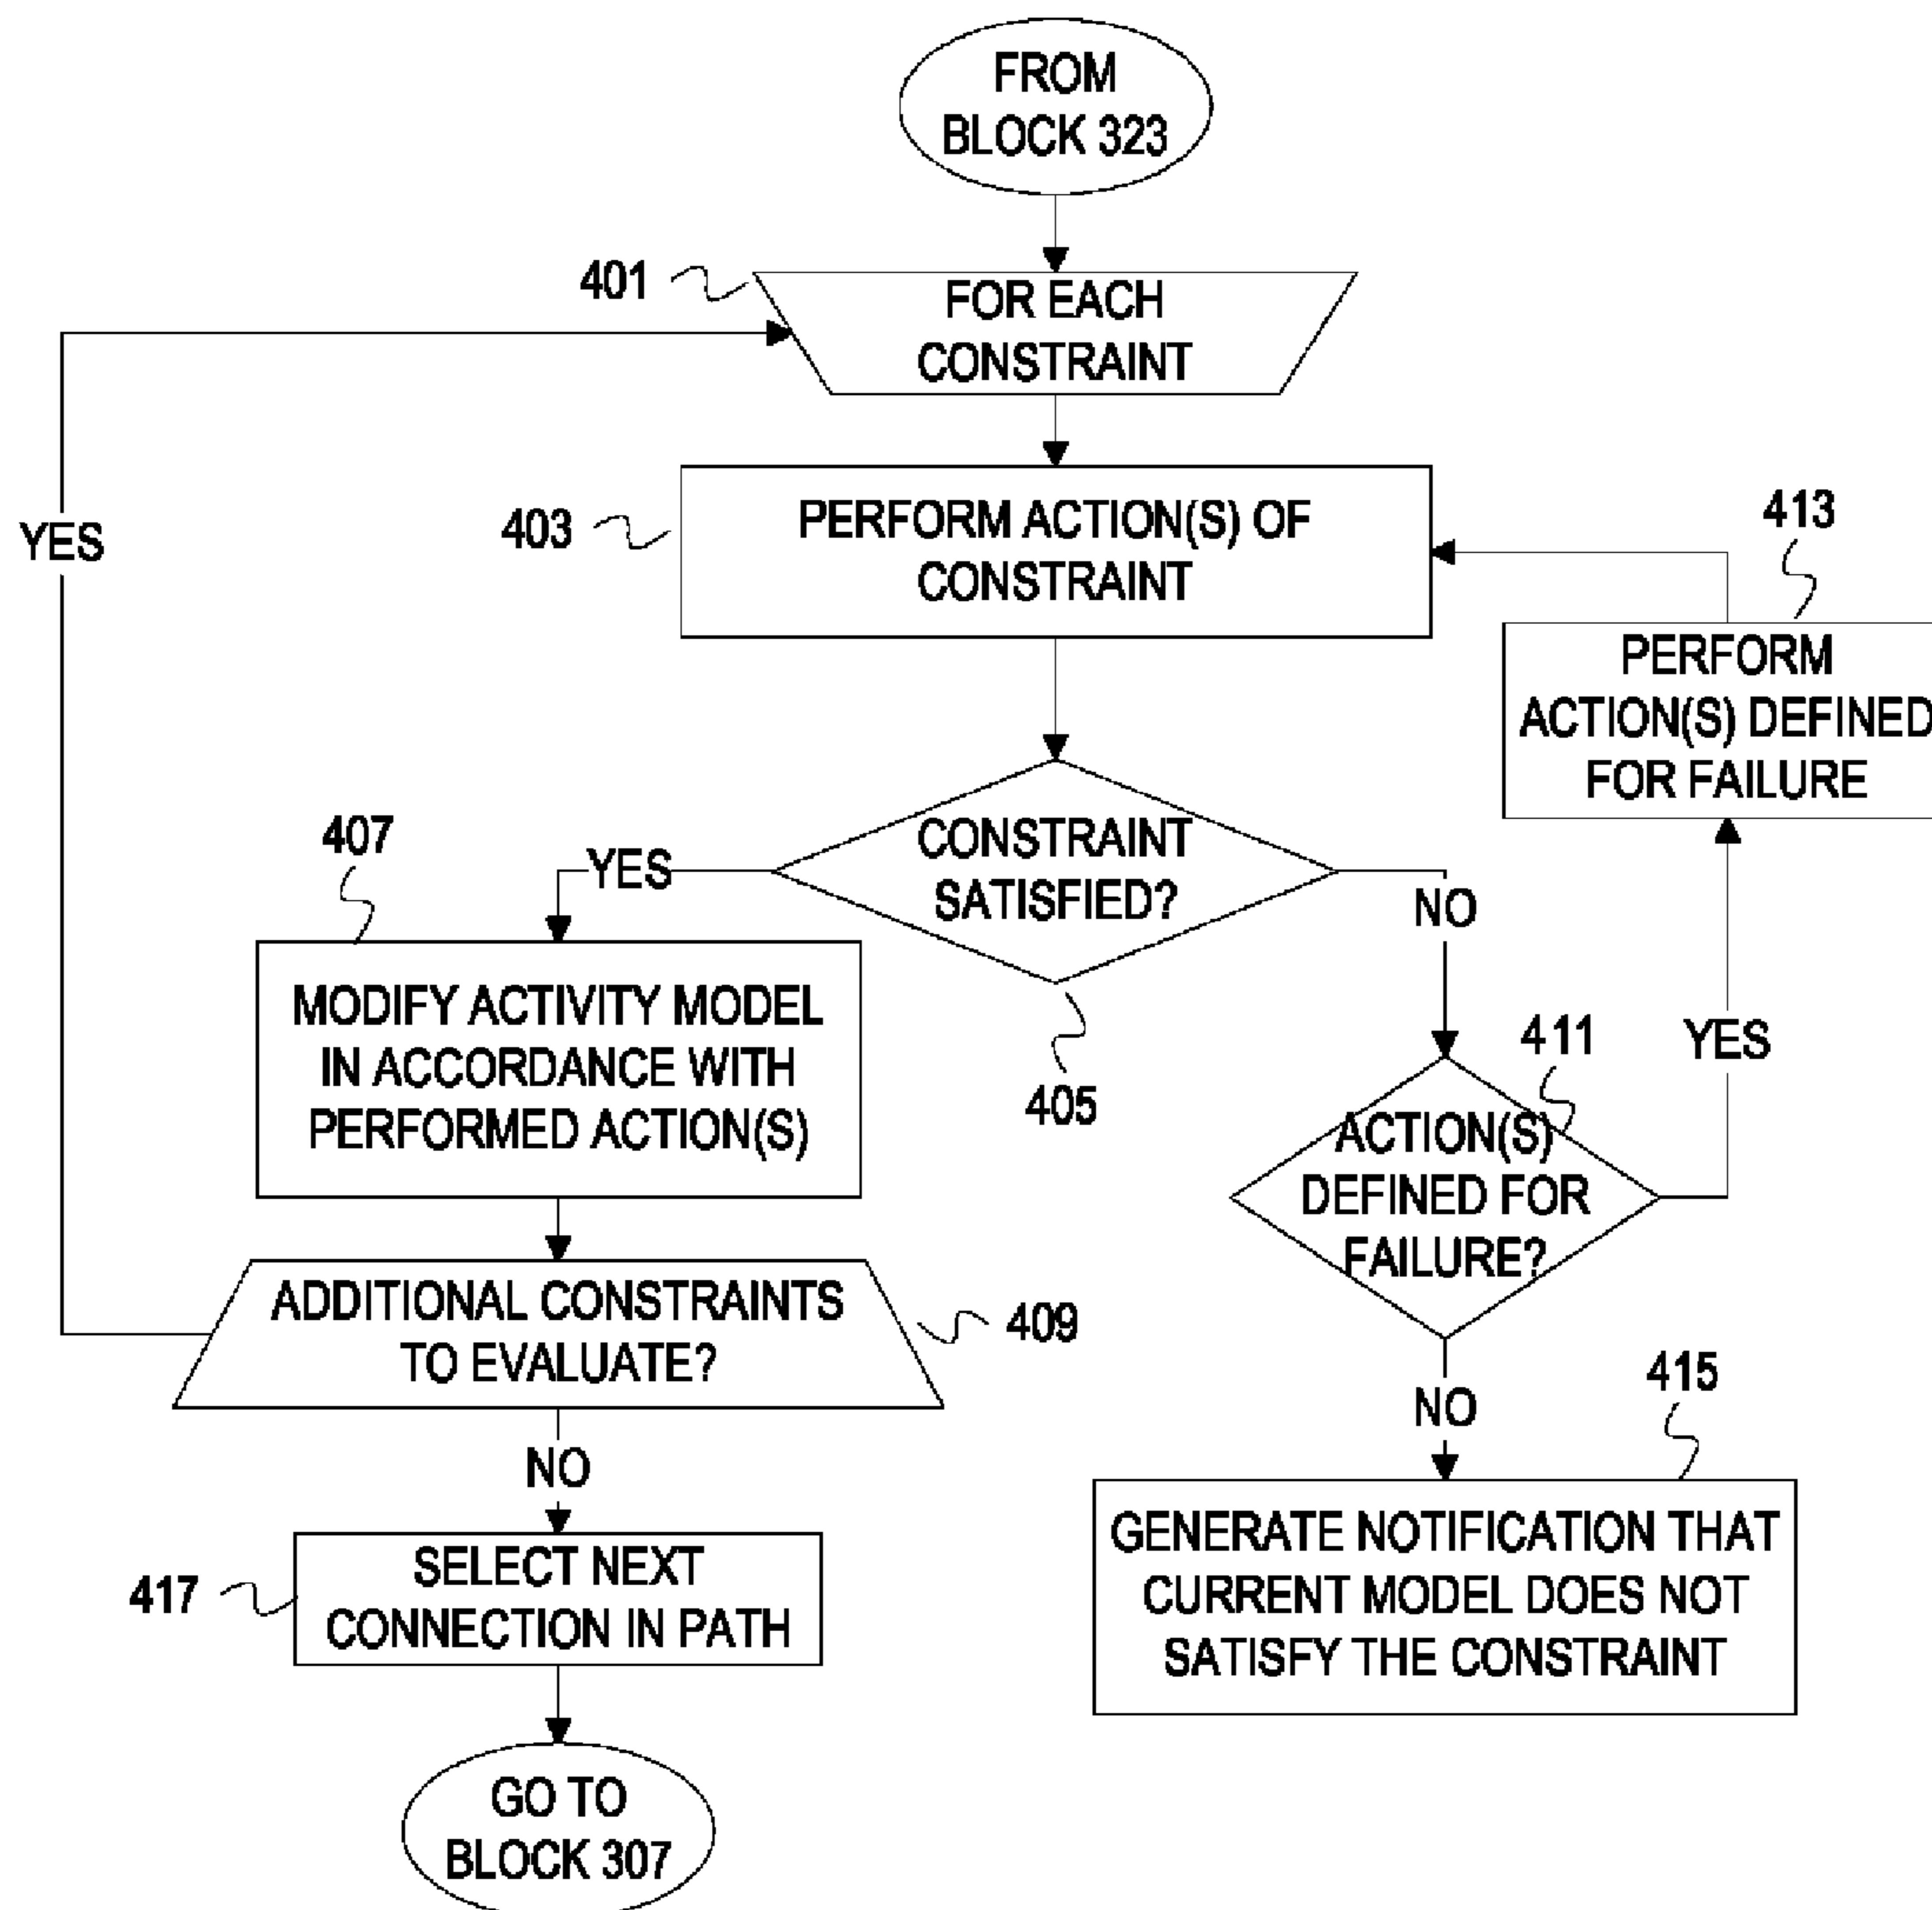 FROM
BLOCK 323
401
FOR EACH
CONSTRAINT
403
PERFORM ACTION(S) OF
CONSTRAINT
413
YES
PERFORM
ACTION(S) DEFINED
FOR FAILURE
407
YES
CONSTRAINT
SATISFIED?
NO
405
MODIFY ACTIVITY MODEL
IN ACCORDANCE WITH
PERFORMED ACTION(S)
411
YES
ACTION(S)
DEFINED FOR
FAILURE?
ADDITIONAL CONSTRAINTS
TO EVALUATE?
409
NO
NO
415
SELECT NEXT
CONNECTION IN PATH
417
GENERATE NOTIFICATION THAT
CURRENT MODEL DOES NOT
SATISFY THE CONSTRAINT
GO TO
BLOCK 307